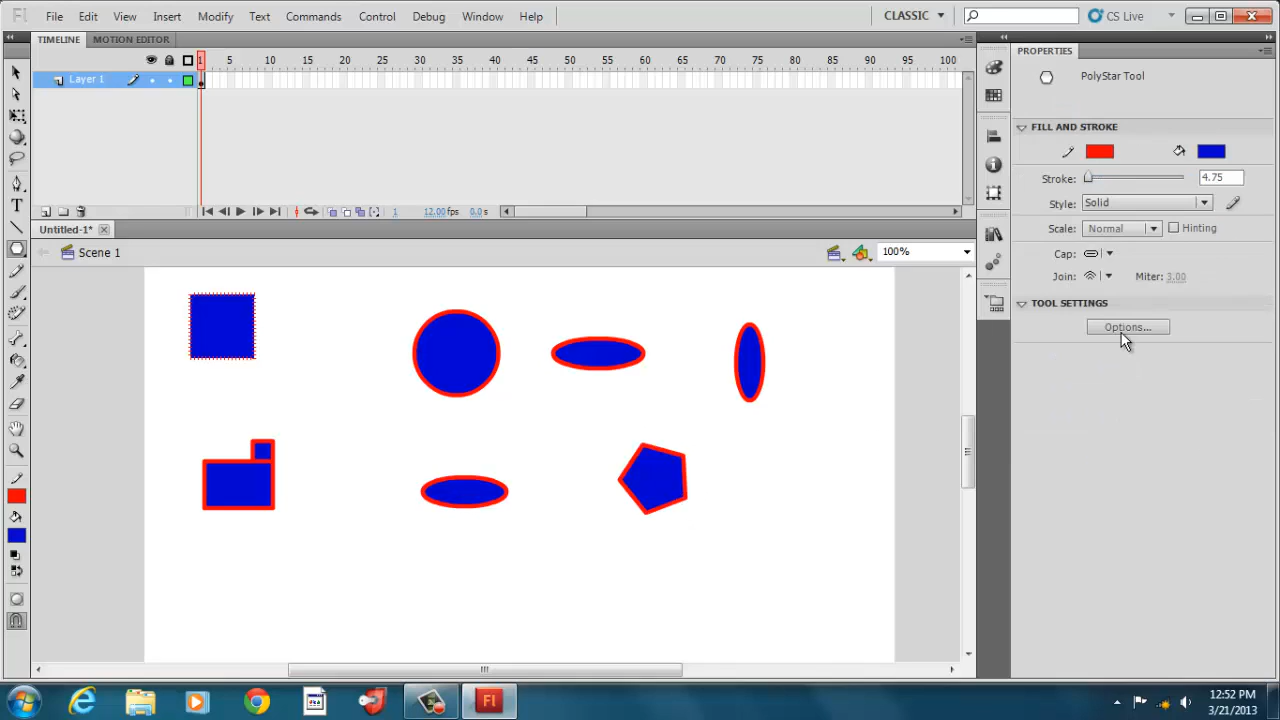 Fl File Edit View Insert Modify Text Commands Control Debug Window Help CLASSIC CS Live
TIMELINE MOTION EDITOR
1 5 10 15 20 25 30 35 40 45 50 55 60 65 70 75 80 85 90 95 100
Layer 1
1 12.00fps 0.0s
Untitled-1*
Scene 1 100%
PROPERTIES
PolyStar Tool
FILL AND STROKE
Stroke: 4.75
Style: Solid
Scale: Normal Hinting
Cap:
Join: Miter: 3.00
TOOL SETTINGS
Options...
Fl
12:52 PM
3/21/2013